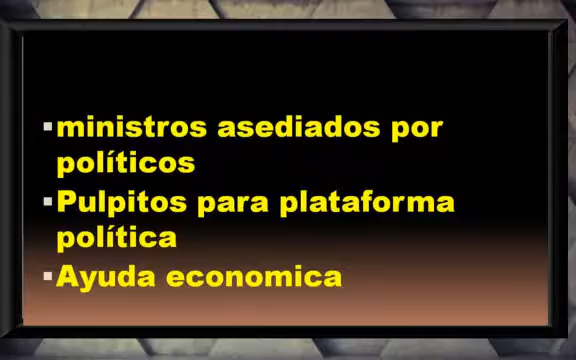 ▪ministros asediados por
políticos
▪Pulpitos para plataforma
política
▪Ayuda economica